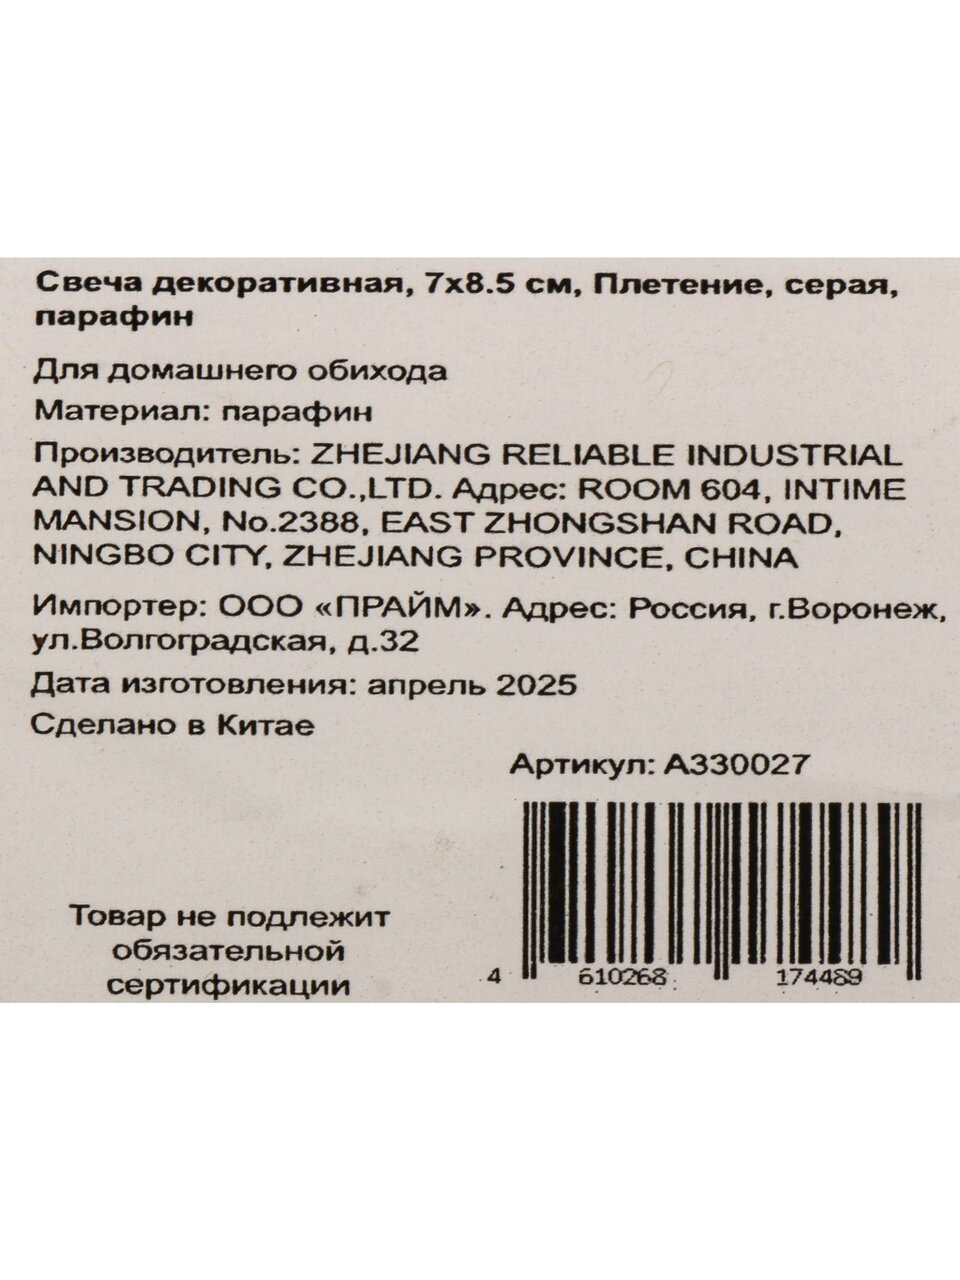 Свеча декоративная, 7х8.5 см, Плетение, серая,
парафин
Для домашнего обихода
Материал: парафин
Производитель: ZHEJIANG RELIABLE INDUSTRIAL
AND TRADING CO.,LTD. Адрес: ROOM 604, INTIME
MANSION, No.2388, EAST ZHONGSHAN ROAD,
NINGBO CITY, ZHEJIANG PROVINCE, CHINA
Импортер: ООО «ПРАЙМ». Адрес: Россия, г.Воронеж,
ул.Волгоградская, д.32
Дата изготовления: апрель 2025
Сделано в Китае
Артикул: A330027
Товар не подлежит
обязательной
сертификации
4 610268 174489